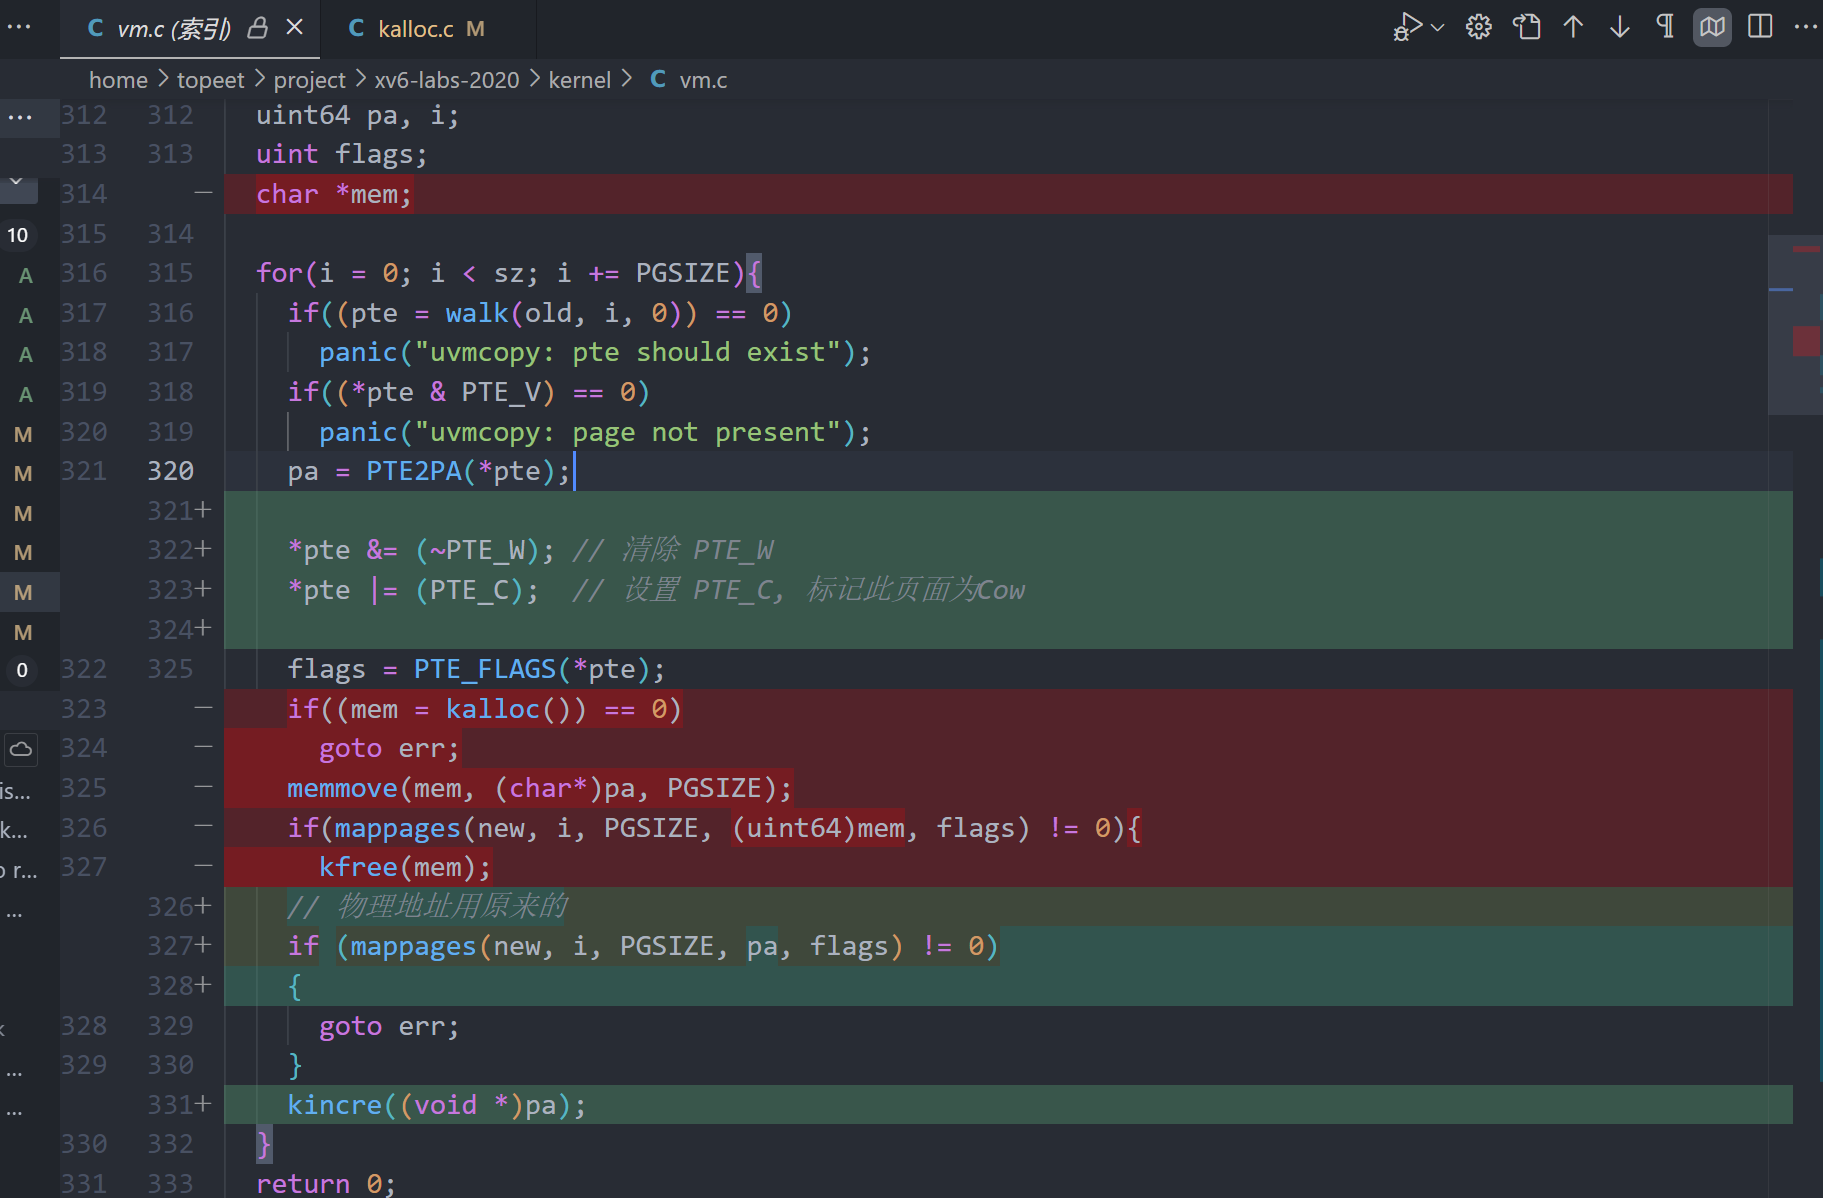 vm.c (索引) kalloc.c M
home > topeet > project > xv6-labs-2020 > kernel > C vm.c
312 312 uint64 pa, i;
313 313 uint flags;
314 − char *mem;
315 314
316 315 for(i = 0; i < sz; i += PGSIZE){
317 316 if((pte = walk(old, i, 0)) == 0)
318 317 panic("uvmcopy: pte should exist");
319 318 if((*pte & PTE_V) == 0)
320 319 panic("uvmcopy: page not present");
321 320 pa = PTE2PA(*pte);
321+
322+ *pte &= (~PTE_W); // 清除 PTE_W
323+ *pte |= (PTE_C); // 设置 PTE_C, 标记此页面为Cow
324+
322 325 flags = PTE_FLAGS(*pte);
323 − if((mem = kalloc()) == 0)
324 − goto err;
325 − memmove(mem, (char*)pa, PGSIZE);
326 − if(mappages(new, i, PGSIZE, (uint64)mem, flags) != 0){
327 − kfree(mem);
326+ // 物理地址用原来的
327+ if (mappages(new, i, PGSIZE, pa, flags) != 0)
328+ {
328 329 goto err;
329 330 }
331+ kincre((void *)pa);
330 332 }
331 333 return 0;
10
A
A
A
A
M
M
M
M
M
M
0
is...
k...
r...